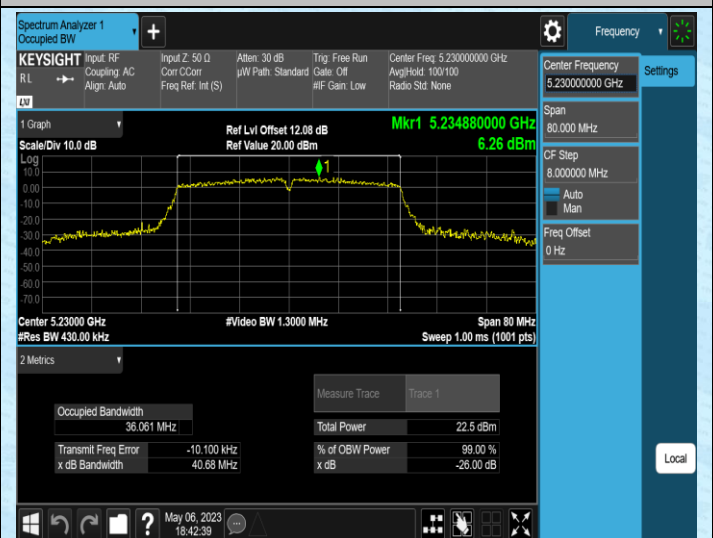 Spectrum Analyzer 1
Occupied BW
+
Frequency
KEYSIGHT
R L
LXI
Input: RF
Coupling: AC
Align: Auto
Input Z: 50 Ω
Corr CCorr
Freq Ref: Int (S)
Atten: 30 dB
µW Path: Standard
Trig: Free Run
Gate: Off
#IF Gain: Low
Center Freq: 5.230000000 GHz
Avg|Hold: 100/100
Radio Std: None
Center Frequency
5.230000000 GHz
Settings
Span
80.000 MHz
CF Step
8.000000 MHz
Auto
Man
Freq Offset
0 Hz
1 Graph
Ref Lvl Offset 12.08 dB
Mkr1 5.234880000 GHz
Scale/Div 10.0 dB
Ref Value 20.00 dBm
6.26 dBm
Log
10.0
0.00
-10.0
-20.0
-30.0
-40.0
-50.0
-60.0
-70.0
1
Center 5.23000 GHz
#Video BW 1.3000 MHz
Span 80 MHz
#Res BW 430.00 kHz
Sweep 1.00 ms (1001 pts)
2 Metrics
Measure Trace
Trace 1
Occupied Bandwidth
36.061 MHz
Total Power
22.5 dBm
Transmit Freq Error
-10.100 kHz
% of OBW Power
99.00 %
x dB Bandwidth
40.68 MHz
x dB
-26.00 dB
Local
?
May 06, 2023
18:42:39